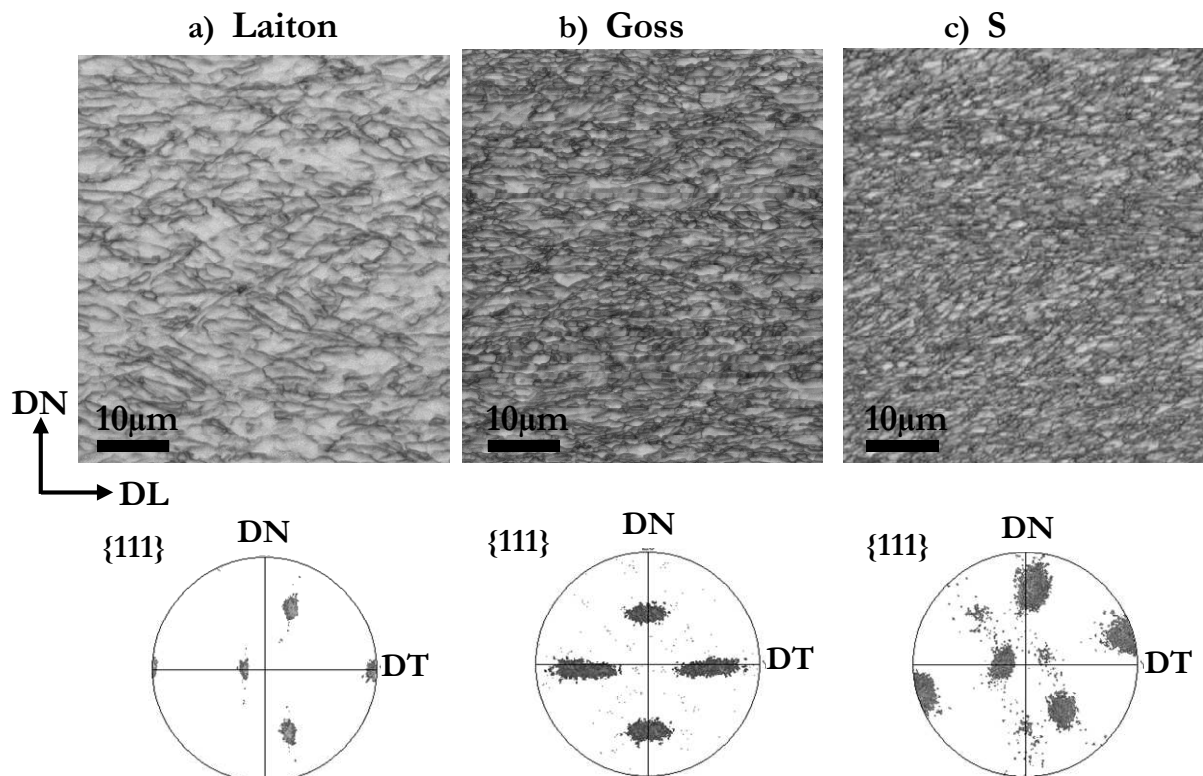 a) Laiton
b) Goss
c) S
10μm
10μm
10μm
DN
DL
{111}
DN
DT
{111}
DN
DT
{111}
DN
DT